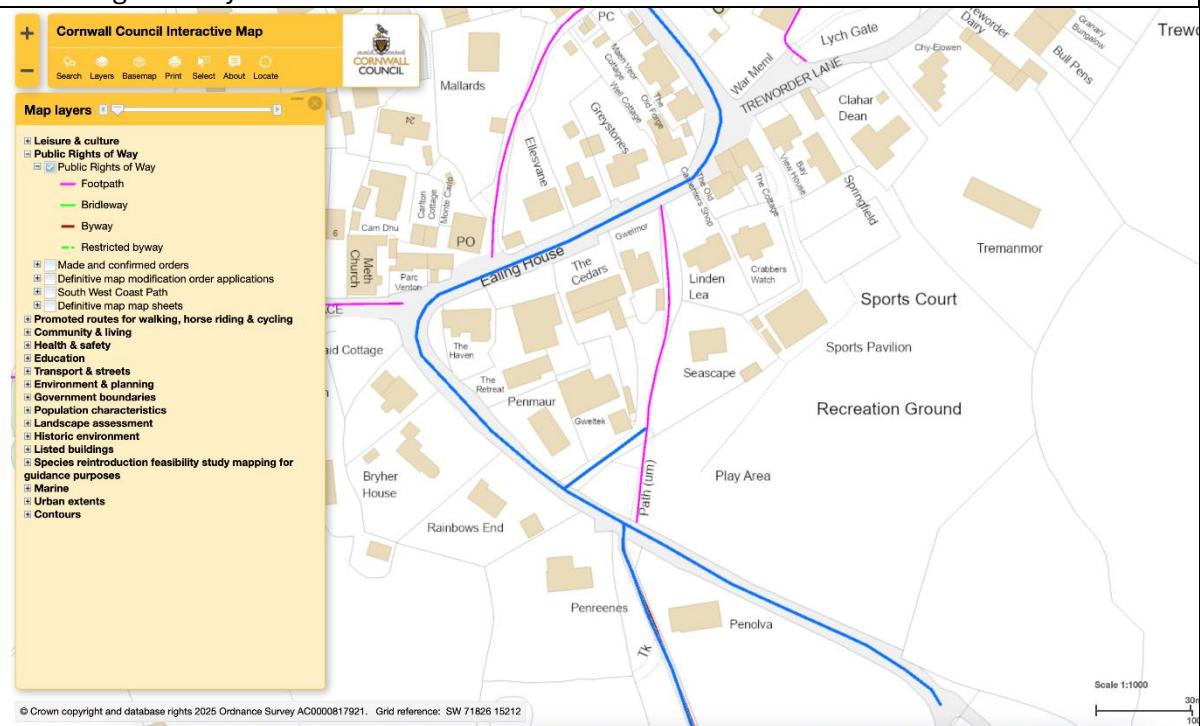 Cornwall Council Interactive Map
Search Layers Basemap Print Select About Locate
CORNWALL
COUNCIL
Map layers
Leisure & culture
Public Rights of Way
Public Rights of Way
Footpath
Bridleway
Byway
Restricted byway
Made and confirmed orders
Definitive map modification order applications
South West Coast Path
Definitive map map sheets
Promoted routes for walking, horse riding & cycling
Community & living
Health & safety
Education
Transport & streets
Environment & planning
Government boundaries
Population characteristics
Landscape assessment
Historic environment
Listed buildings
Species reintroduction feasibility study mapping for
guidance purposes
Marine
Urban extents
Contours
PC
Mallards
24
Maen Veor
Cottage
Well Cottage
The
Old Forge
Greystones
Ellesvane
War Meml
Lych Gate
TREWORDER LANE
Treworder
Dairy
Granary
Bungalow
Bull Pens
Chy-Elowen
Clahar
Dean
Bay
View House
Springfield
The Cottage
The Old
Carpenters Shop
Tremanmor
Carlton
Cottage
Monte Carlo
Carn Dhu
9
PO
Meth
Church
Parc
Venton
Ealing House
The
Cedars
Gwelmor
Linden
Lea
Crabbers
Watch
Sports Court
Sports Pavilion
Seascape
Recreation Ground
The
Haven
The
Retreat
Penmaur
Gweltek
Bryher
House
Rainbows End
Path (um)
Play Area
Penreenes
Penolva
Tk
Scale 1:1000
© Crown copyright and database rights 2025 Ordnance Survey AC0000817921. Grid reference: SW 71826 15212